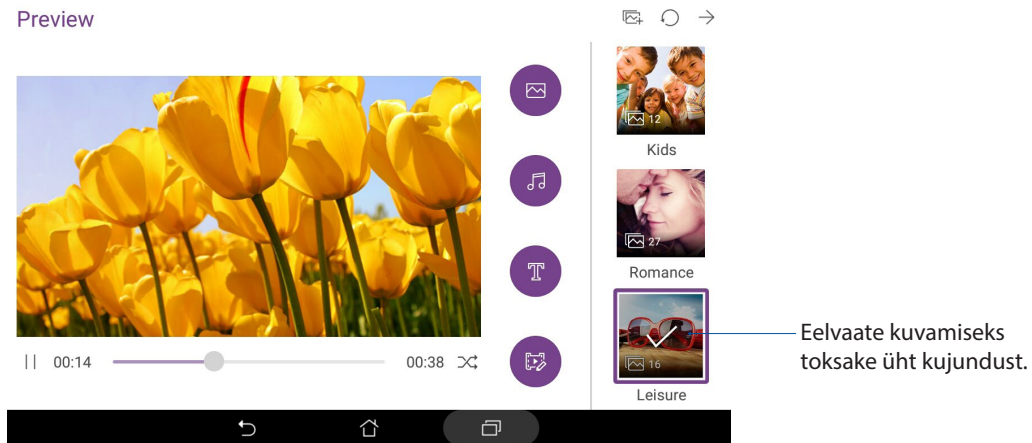 Preview
12
Kids
27
Romance
16
Leisure
00:14
00:38
T
Eelvaate kuvamiseks
toksake üht kujundust.